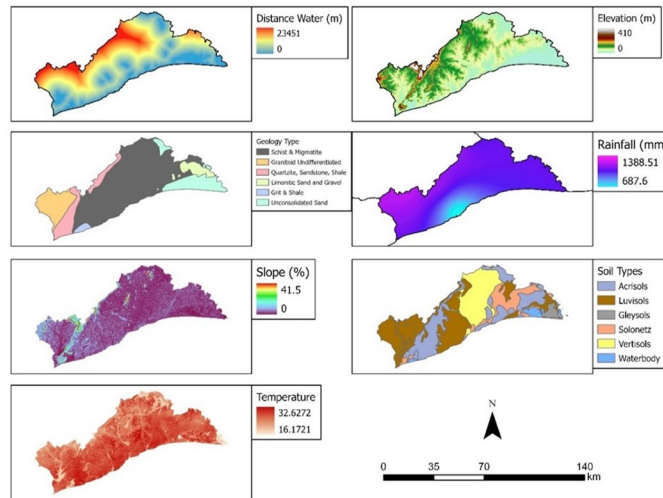 Distance Water (m)
23451
0
Elevation (m)
410
0
Geology Type
Schist & Migmatite
Granitoid Undifferentiated
Quartzite, Sandstone, Shale
Limonitic Sand and Gravel
Grit & Shale
Unconsolidated Sand
Rainfall (mm)
1388.51
687.6
Slope (%)
41.5
0
Soil Types
Acrisols
Luvisols
Gleysols
Solonetz
Vertisols
Waterbody
Temperature
32.6272
16.1721
N
0 35 70 140
km